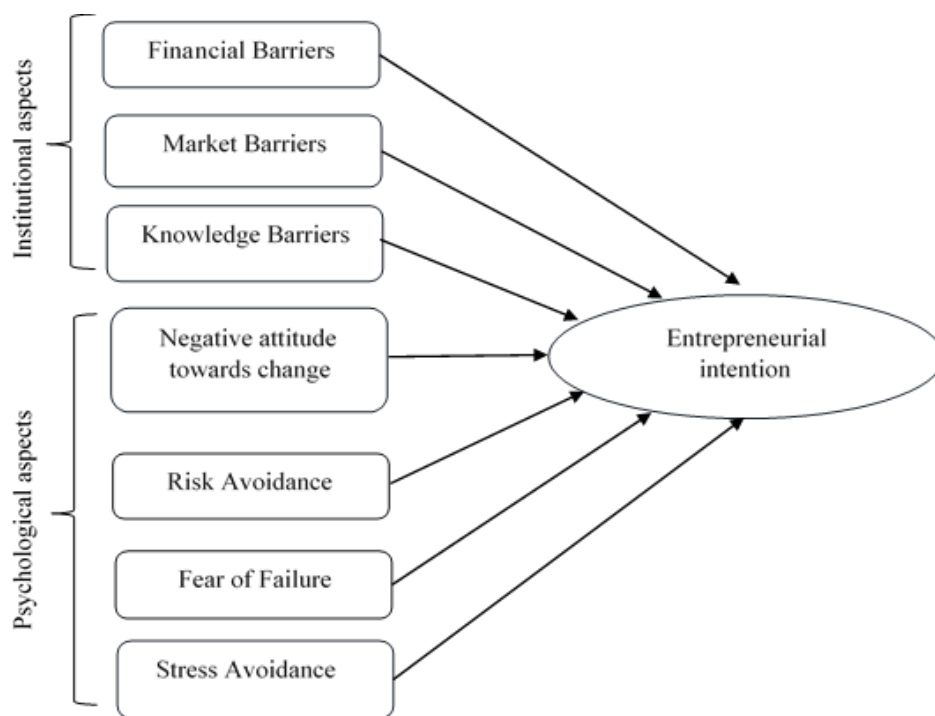 Institutional aspects
Financial Barriers
Market Barriers
Knowledge Barriers
Psychological aspects
Negative attitude
towards change
Risk Avoidance
Fear of Failure
Stress Avoidance
Entrepreneurial
intention